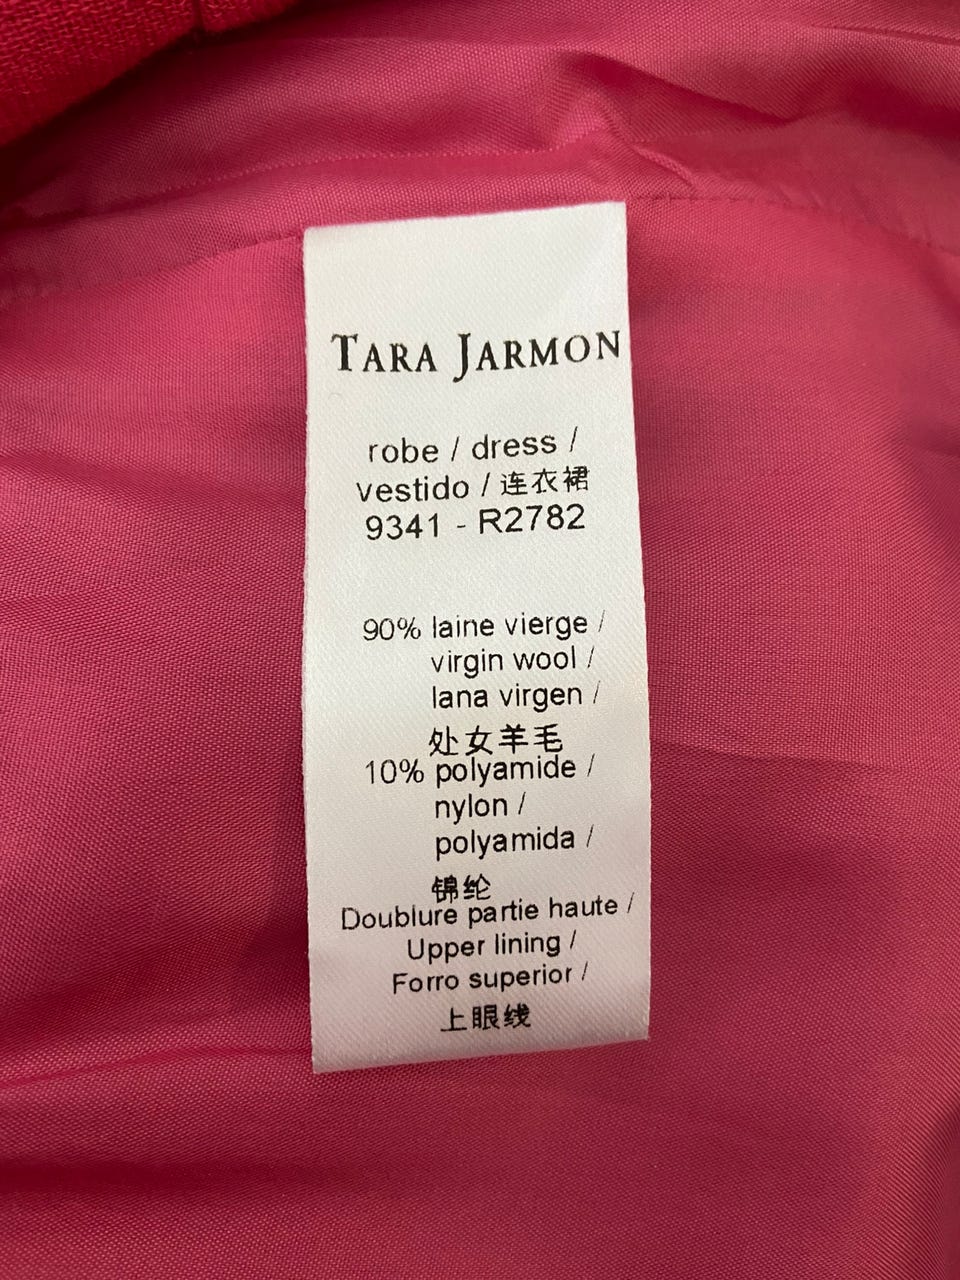 TARA JARMON
robe / dress /
vestido / 连衣裙
9341 - R2782
90% laine vierge /
virgin wool /
lana virgen /
处女羊毛
10% polyamide /
nylon /
polyamida /
锦纶
Doublure partie haute /
Upper lining /
Forro superior /
上眼线